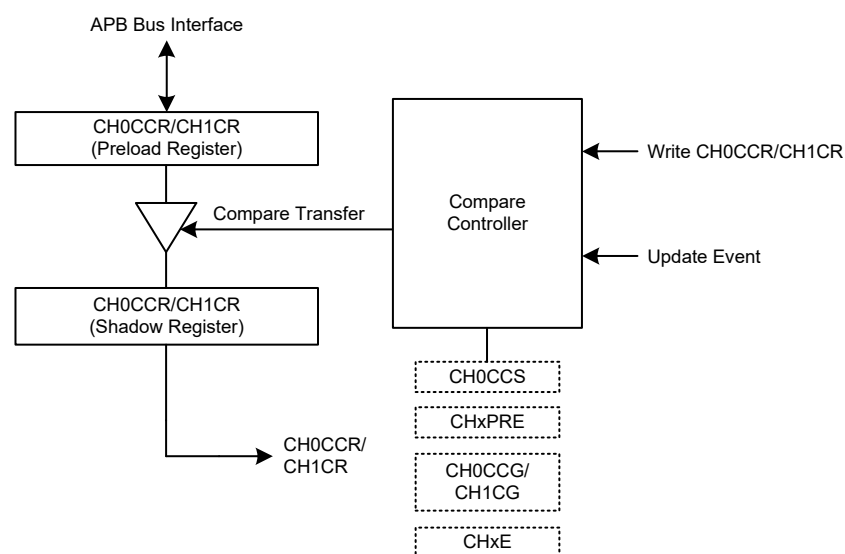 APB Bus Interface
CH0CCR/CH1CR
(Preload Register)
Compare Transfer
CH0CCR/CH1CR
(Shadow Register)
CH0CCR/
CH1CR
Compare
Controller
Write CH0CCR/CH1CR
Update Event
CH0CCS
CHxPRE
CH0CCG/
CH1CG
CHxE